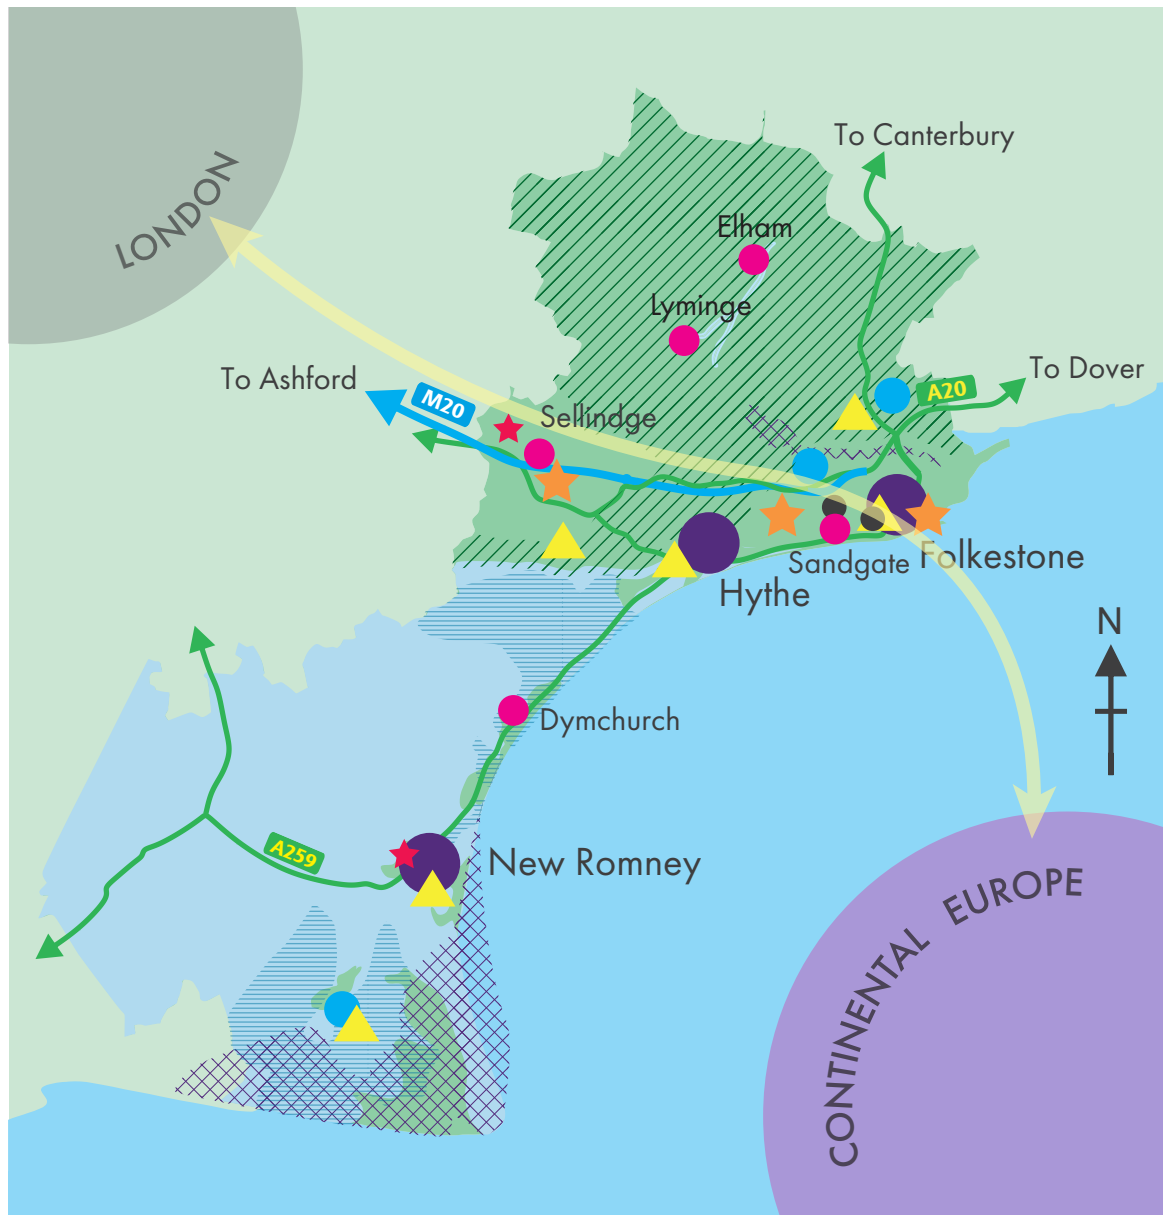 To Canterbury
LONDON
Elham
Lyminge
To Ashford
M20
A20
To Dover
Sellindge
Sandgate
Folkestone
Hythe
N
Dymchurch
A259
New Romney
CONTINENTAL EUROPE